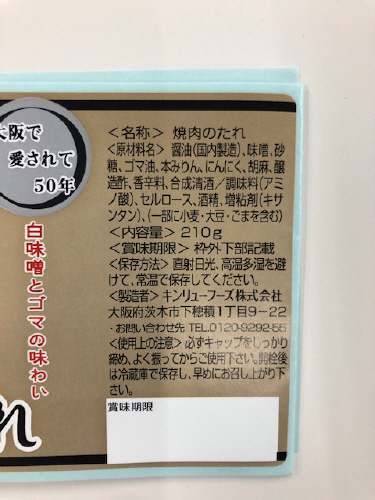 大阪で
愛されて
50年
白味噌とゴマの味わい
れ
<名称> 焼肉のたれ
<原材料名> 醤油(国内製造)、味噌、砂
糖、ゴマ油、本みりん、にんにく、胡麻、醸
造酢、香辛料、合成清酒/調味料(アミ
ノ酸)、セルロース、酒精、増粘剤(キサ
ンタン)、(一部に小麦・大豆・ごまを含む)
<内容量> 210g
<賞味期限> 枠外下部記載
<保存方法> 直射日光、高温多湿を避
けて、常温で保存してください。
<製造者> キンリューフーズ株式会社
大阪府茨木市下穂積1丁目9-22
・お問い合わせ先 TEL.0120-9292-55
<使用上の注意> 必ずキャップをしっかり
締め、よく振ってからご使用下さい。開栓後
は冷蔵庫で保存し、早めにお召し上がり下
さい。
賞味期限